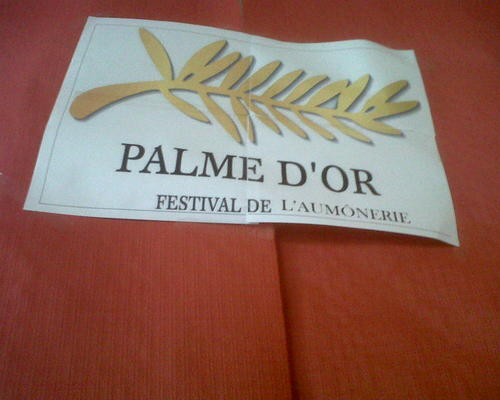 PALME D'OR
FESTIVAL DE L'AUMÔNERIE